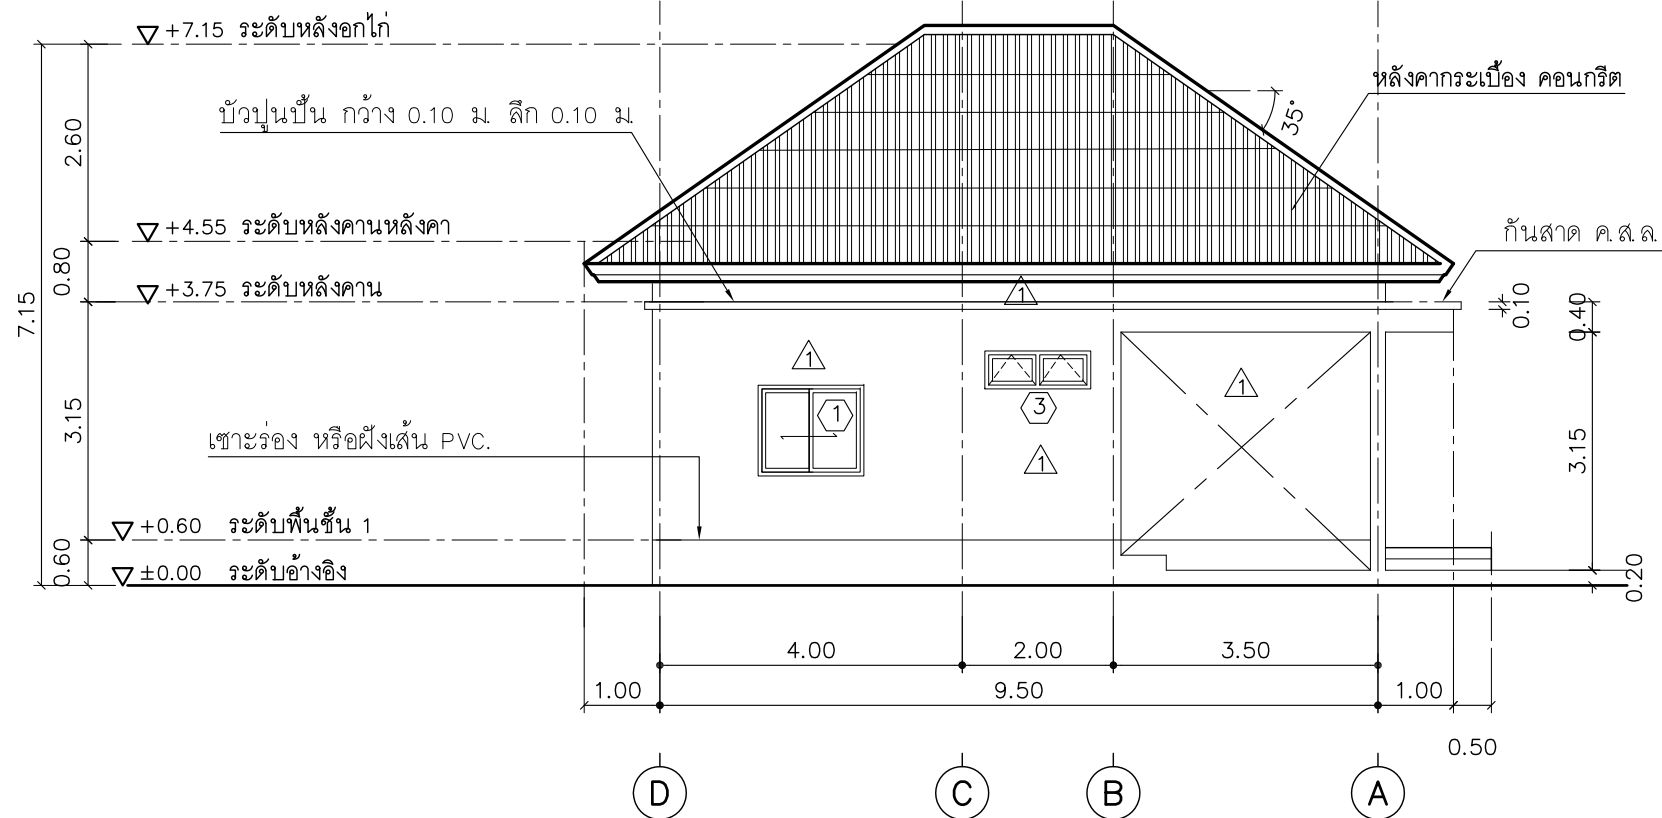 +7.15 ระดับหลังอกไก่
หลังคากระเบื้อง คอนกรีต
35°
บัวปูนปั้น กว้าง 0.10 ม. ลึก 0.10 ม.
2.60
+4.55 ระดับหลังคานหลังคา
กันสาด ค.ส.ล.
0.80
+3.75 ระดับหลังคาน
7.15
1
0.10
0.40
1
1
1
3
3.15
เซาะร่อง หรือฝังเส้น PVC.
1
3.15
+0.60 ระดับพื้นชั้น 1
0.60
±0.00 ระดับอ้างอิง
0.20
4.00
2.00
3.50
1.00
9.50
1.00
0.50
D
C
B
A